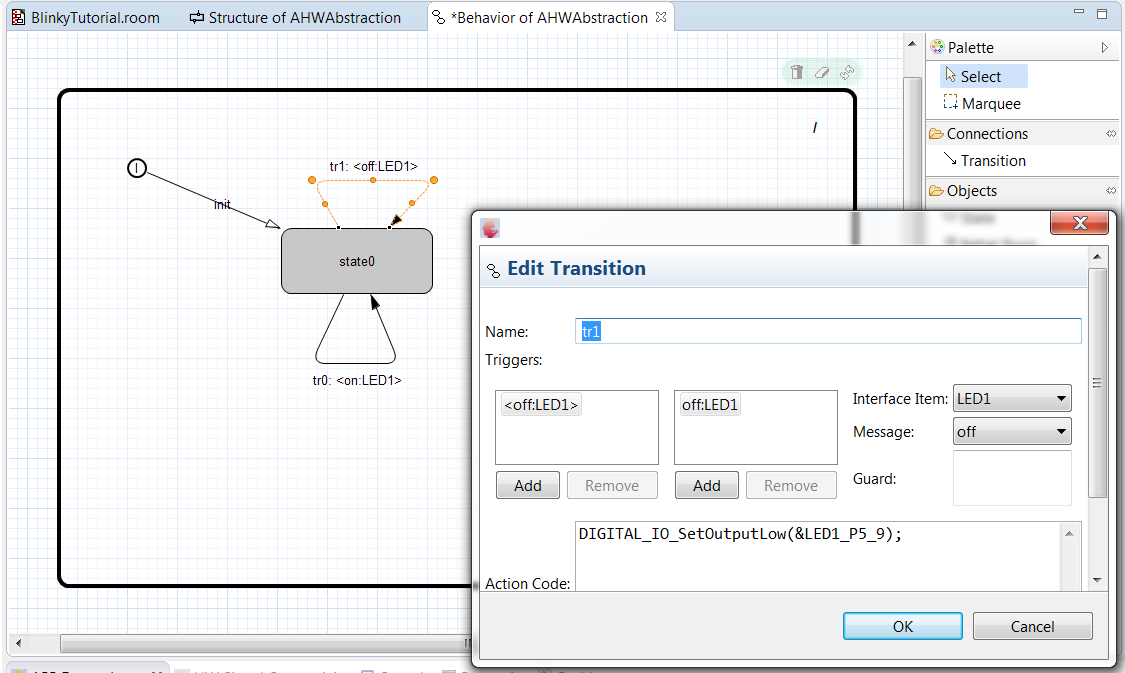 BlinkyTutorial.room
Structure of AHWAbstraction
*Behavior of AHWAbstraction
Palette
Select
Marquee
Connections
Transition
Objects
State
/
I
init
tr1: <off:LED1>
state0
tr0: <on:LED1>
Edit Transition
Name:
tr1
Triggers:
<off:LED1>
off:LED1
Interface Item:
LED1
Message:
off
Guard:
Add
Remove
Add
Remove
Action Code:
DIGITAL_IO_SetOutputLow(&LED1_P5_9);
OK
Cancel